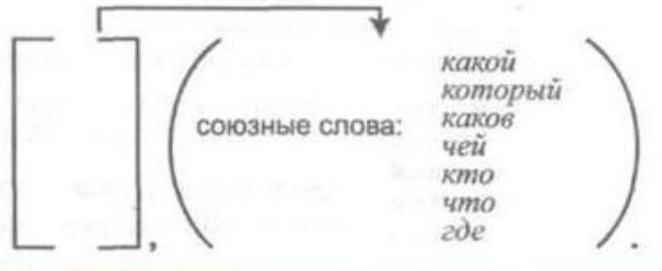 какой
который
каков
союзные слова: чей
кто
что
где